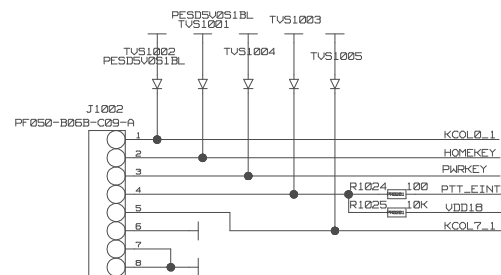 PESD5V0S1BL
TVS1001
TVS1003
TVS1002
PESD5V0S1BL
TVS1004
TVS1005
J1002
PF050-B06B-C09-A
1 KCOL0_1
2 HOMEKEY
3 PWRKEY
4 R1024 100 PTT_EINT
5 R1025 10K VDD18
6 KCOL7_1
7
8